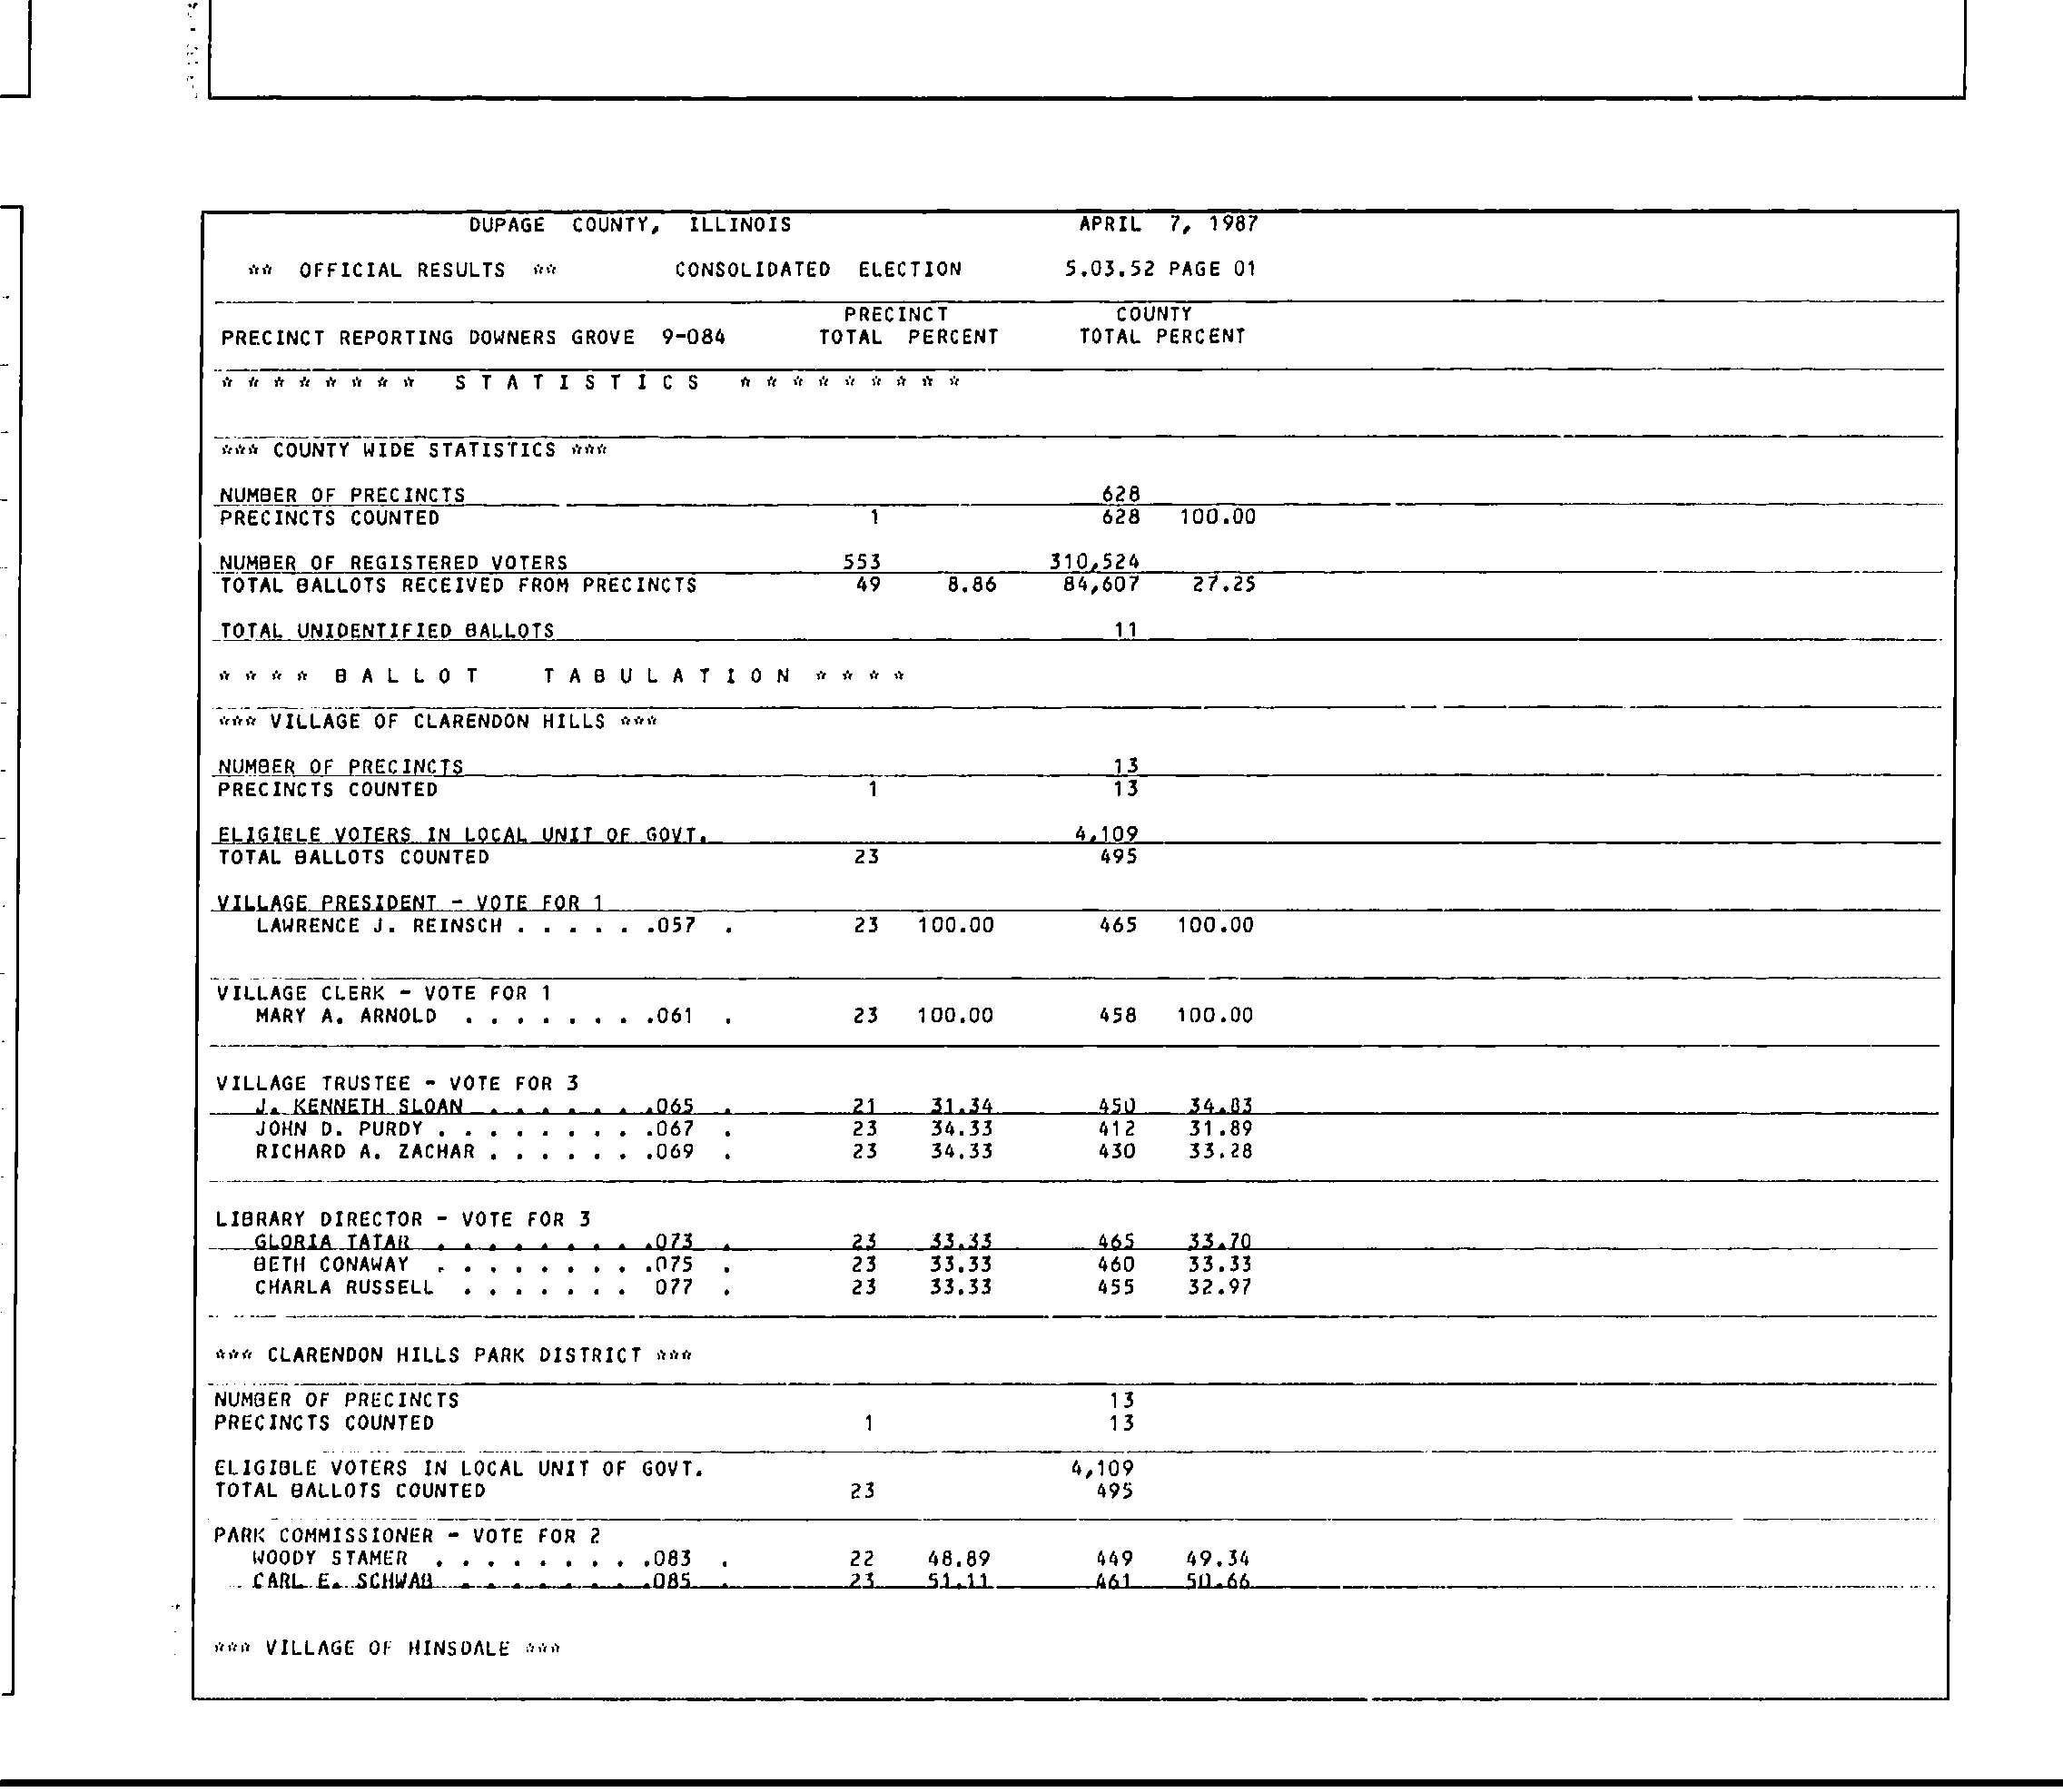 DUPAGE COUNTY, ILLINOIS APRIL 7, 1987
** OFFICIAL RESULTS ** CONSOLIDATED ELECTION 5.03.52 PAGE 01
PRECINCT COUNTY
PRECINCT REPORTING DOWNERS GROVE 9-084 TOTAL PERCENT TOTAL PERCENT
* * * * * * * * S T A T I S T I C S * * * * * * * * *
*** COUNTY WIDE STATISTICS ***
NUMBER OF PRECINCTS 628
PRECINCTS COUNTED 1 628 100.00
NUMBER OF REGISTERED VOTERS 553 310,524
TOTAL BALLOTS RECEIVED FROM PRECINCTS 49 8.86 84,607 27.25
TOTAL UNIDENTIFIED BALLOTS 11
* * * * B A L L O T T A B U L A T I O N * * * *
*** VILLAGE OF CLARENDON HILLS ***
NUMBER OF PRECINCTS 13
PRECINCTS COUNTED 1 13
ELIGIBLE VOTERS IN LOCAL UNIT OF GOVT. 4,109
TOTAL BALLOTS COUNTED 23 495
VILLAGE PRESIDENT - VOTE FOR 1
LAWRENCE J. REINSCH . . . . . .057 . 23 100.00 465 100.00
VILLAGE CLERK - VOTE FOR 1
MARY A. ARNOLD . . . . . . . .061 . 23 100.00 458 100.00
VILLAGE TRUSTEE - VOTE FOR 3
J. KENNETH SLOAN . . . . . . .065 . 21 31.34 450 34.83
JOHN D. PURDY . . . . . . . . .067 . 23 34.33 412 31.89
RICHARD A. ZACHAR . . . . . . .069 . 23 34.33 430 33.28
LIBRARY DIRECTOR - VOTE FOR 3
GLORIA TATAR . . . . . . . . .073 . 23 33.33 465 33.70
BETH CONAWAY . . . . . . . . .075 . 23 33.33 460 33.33
CHARLA RUSSELL . . . . . . . 077 . 23 33.33 455 32.97
*** CLARENDON HILLS PARK DISTRICT ***
NUMBER OF PRECINCTS 13
PRECINCTS COUNTED 1 13
ELIGIBLE VOTERS IN LOCAL UNIT OF GOVT. 4,109
TOTAL BALLOTS COUNTED 23 495
PARK COMMISSIONER - VOTE FOR 2
WOODY STAMER . . . . . . . . .083 . 22 48.89 449 49.34
CARL E. SCHWAB . . . . . . . .085 . 23 51.11 461 50.66
*** VILLAGE OF HINSDALE ***